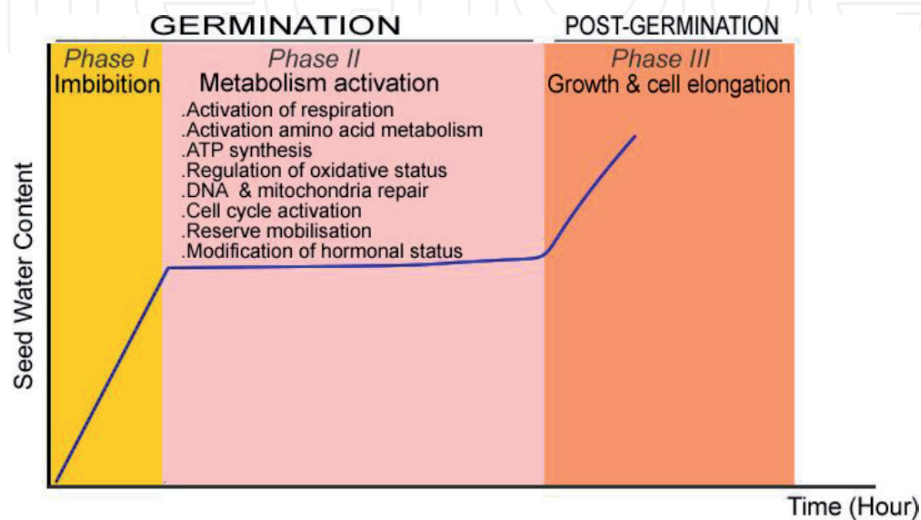 GERMINATION
POST-GERMINATION
Phase I
Imbibition
Phase II
Metabolism activation
.Activation of respiration
.Activation amino acid metabolism
.ATP synthesis
.Regulation of oxidative status
.DNA & mitochondria repair
.Cell cycle activation
.Reserve mobilisation
.Modification of hormonal status
Phase III
Growth & cell elongation
Seed Water Content
Time (Hour)